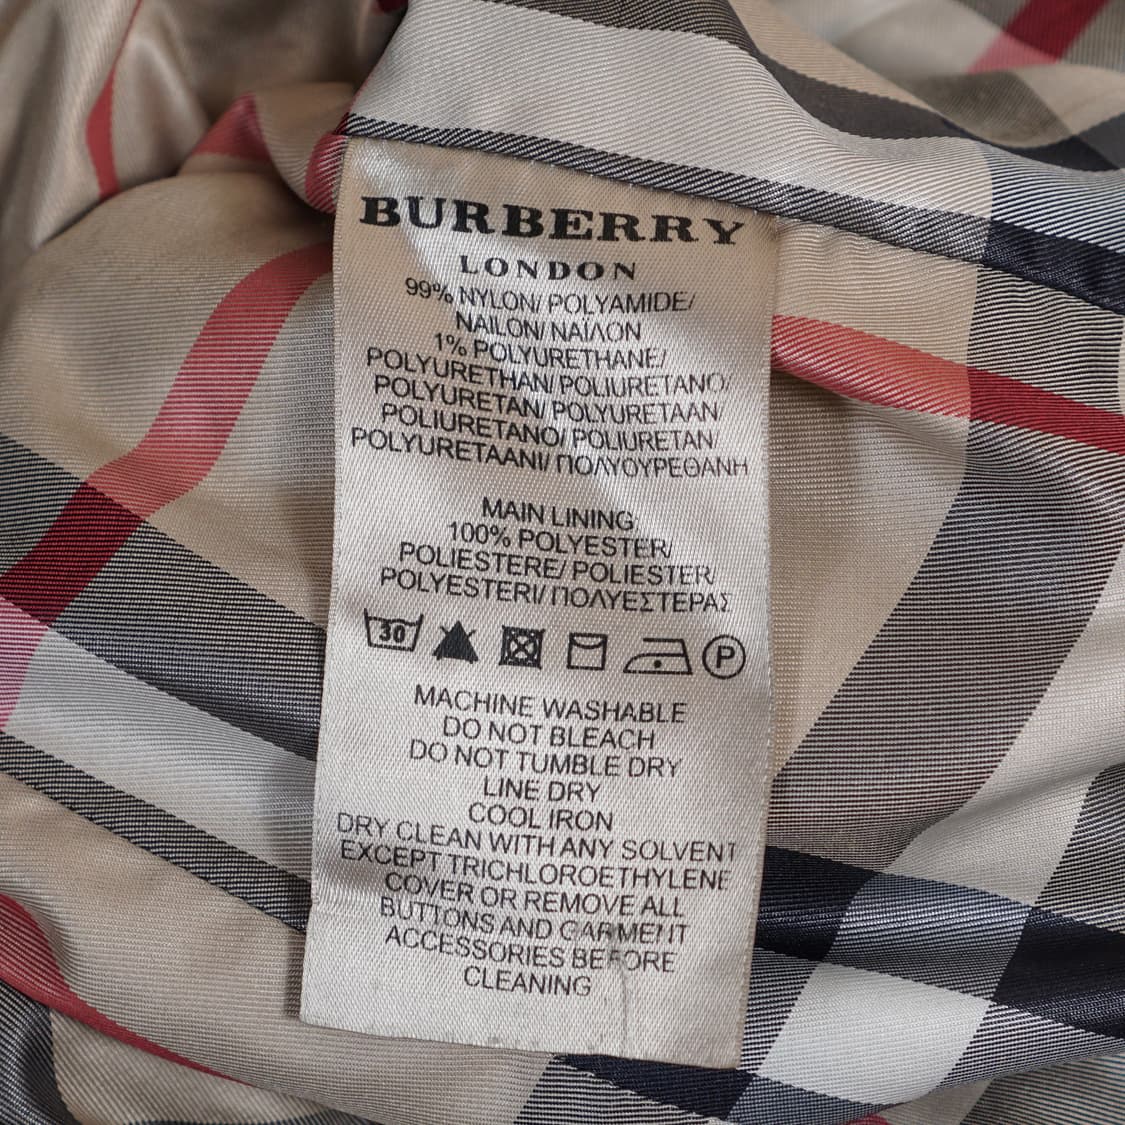 BURBERRY
LONDON
99% NYLON/ POLYAMIDE/
NAILON/ ΝΑΪΛΟΝ
1% POLYURETHANE/
POLYURETHAN/ POLIURETANO/
POLYURETAN/ POLYURETAAN/
POLIURETANO/ POLIURETAN/
POLYURETAANI/ ΠΟΛΥΟΥΡΕΘΑΝΗ
MAIN LINING
100% POLYESTER/
POLIESTERE/ POLIESTER/
POLYESTERI/ ΠΟΛΥΕΣΤΕΡΑΣ
30 P
MACHINE WASHABLE
DO NOT BLEACH
DO NOT TUMBLE DRY
LINE DRY
COOL IRON
DRY CLEAN WITH ANY SOLVENT
EXCEPT TRICHLOROETHYLENE
COVER OR REMOVE ALL
BUTTONS AND GARMENT
ACCESSORIES BEFORE
CLEANING